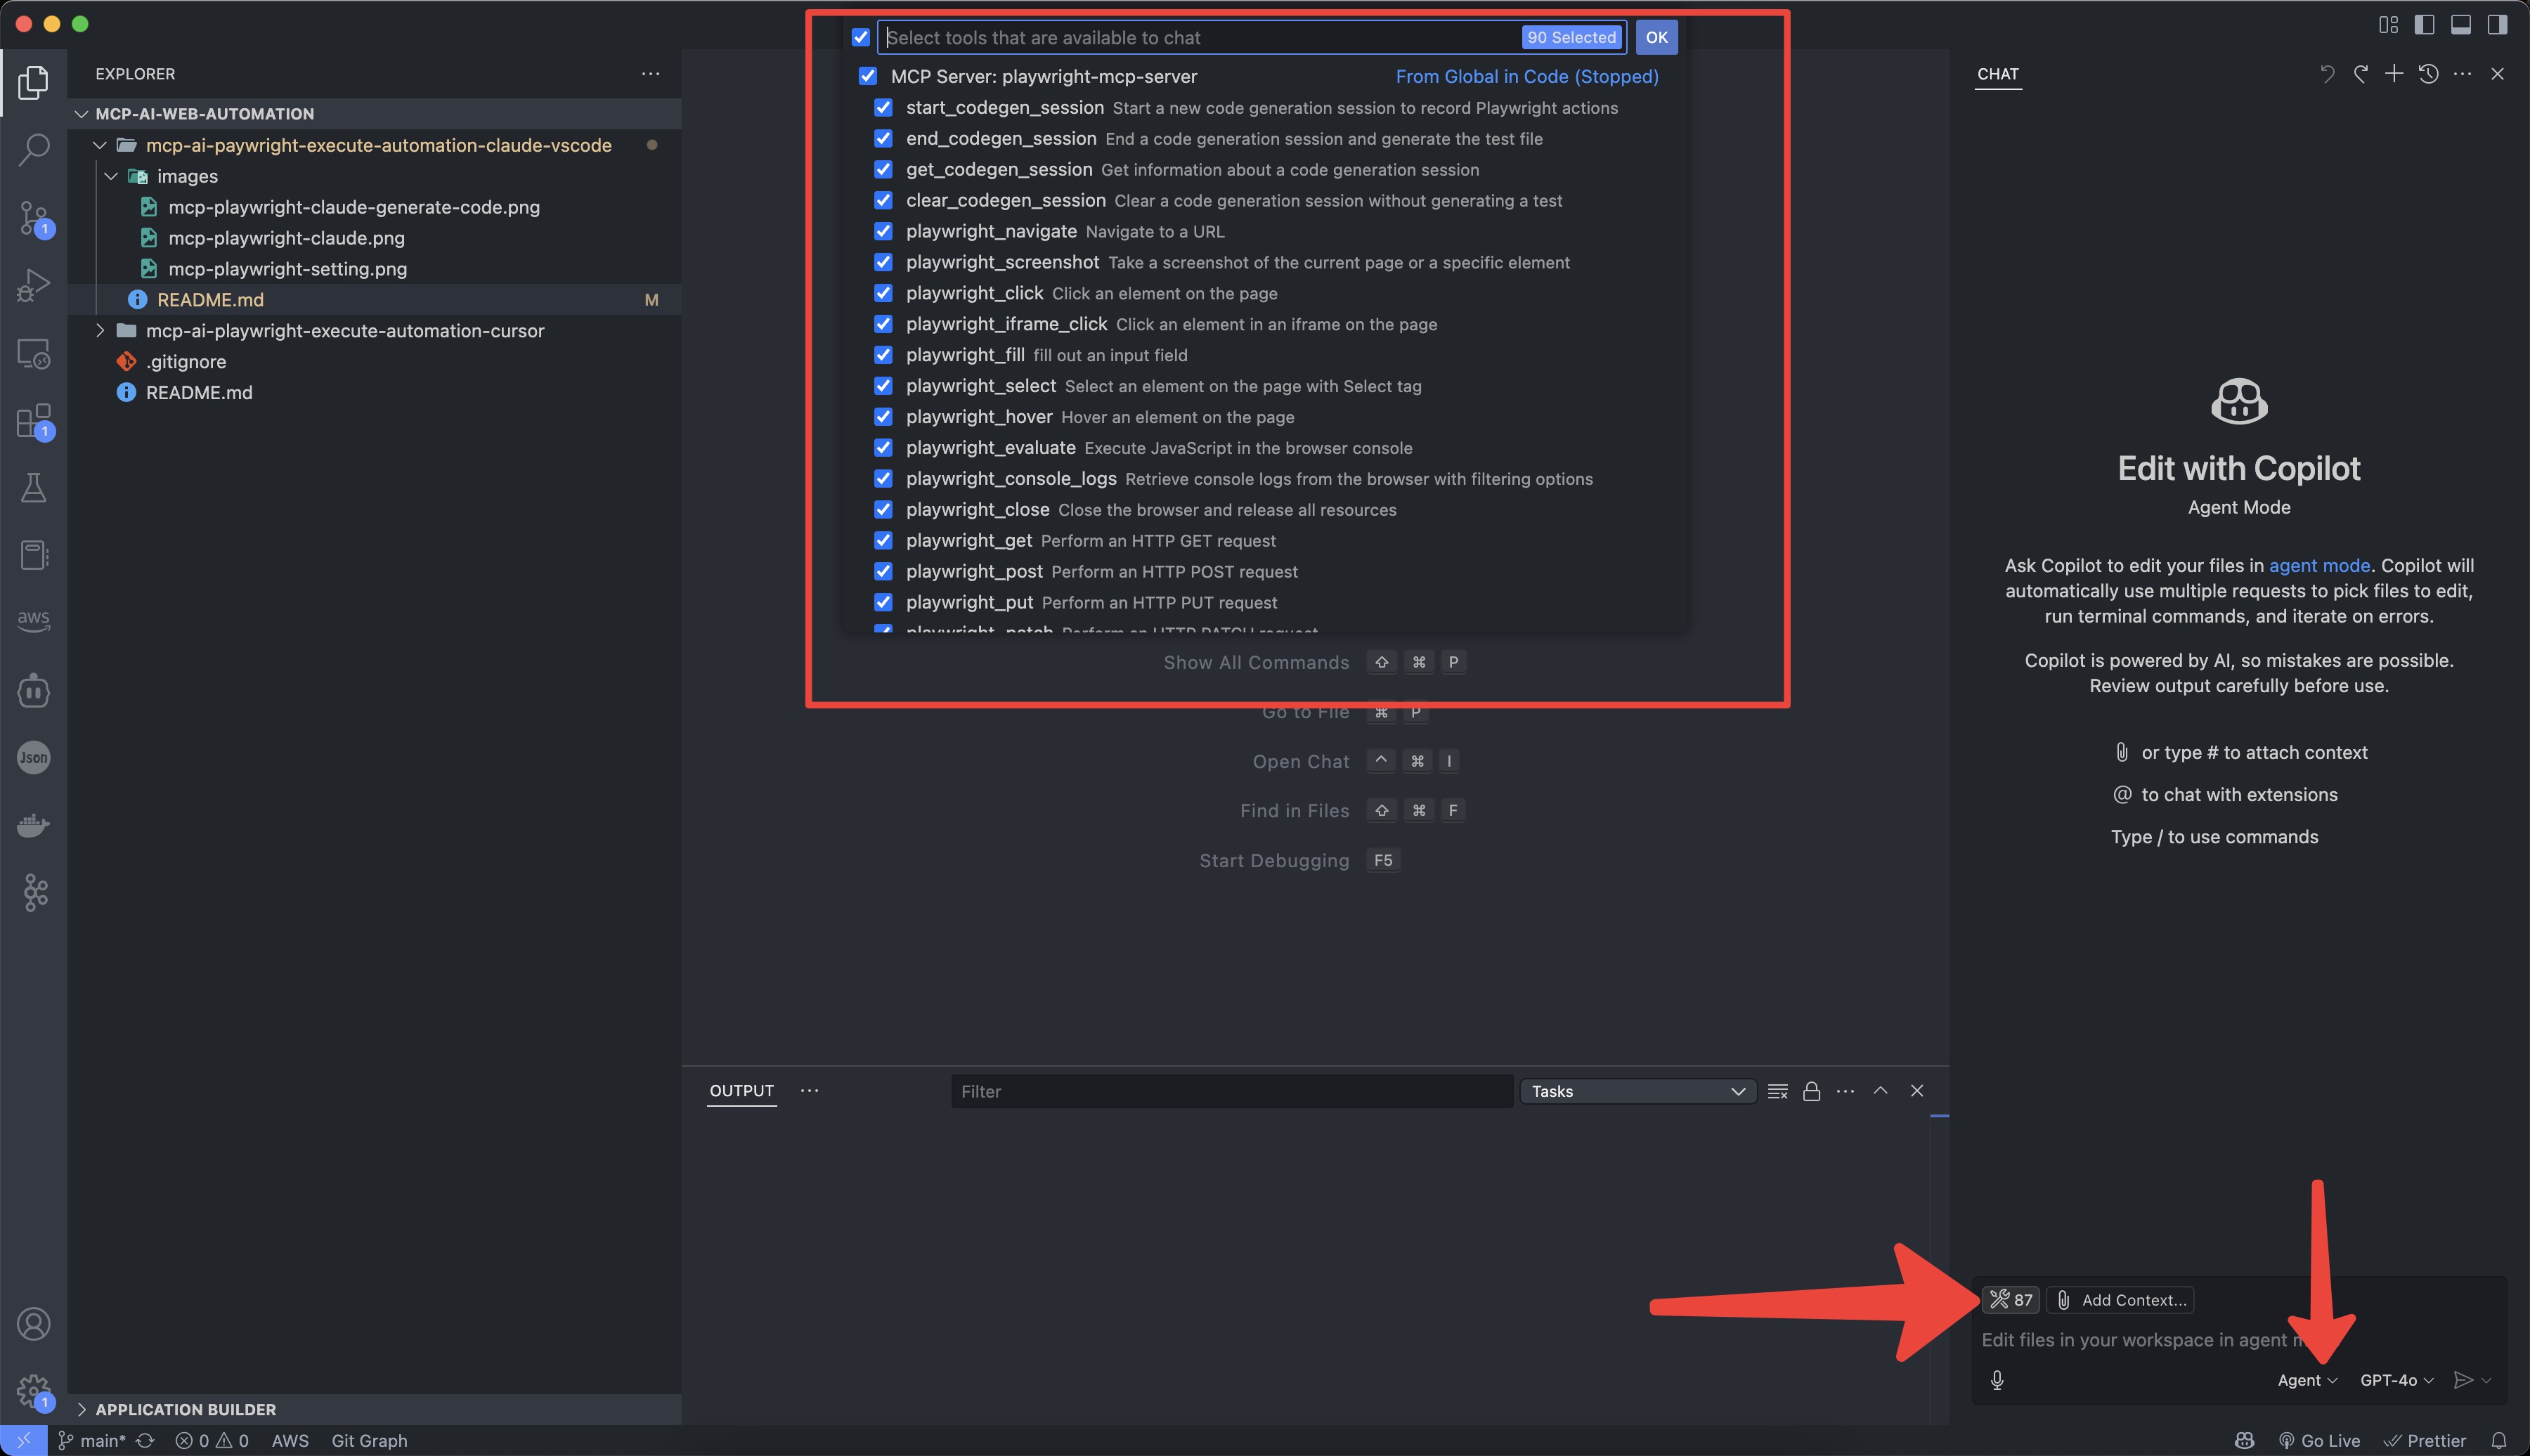 Select tools that are available to chat 90 Selected OK
MCP Server: playwright-mcp-server From Global in Code (Stopped)
start_codegen_session Start a new code generation session to record Playwright actions
end_codegen_session End a code generation session and generate the test file
get_codegen_session Get information about a code generation session
clear_codegen_session Clear a code generation session without generating a test
playwright_navigate Navigate to a URL
playwright_screenshot Take a screenshot of the current page or a specific element
playwright_click Click an element on the page
playwright_iframe_click Click an element in an iframe on the page
playwright_fill fill out an input field
playwright_select Select an element on the page with Select tag
playwright_hover Hover an element on the page
playwright_evaluate Execute JavaScript in the browser console
playwright_console_logs Retrieve console logs from the browser with filtering options
playwright_close Close the browser and release all resources
playwright_get Perform an HTTP GET request
playwright_post Perform an HTTP POST request
playwright_put Perform an HTTP PUT request
playwright_patch Perform an HTTP PATCH request
EXPLORER
MCP-AI-WEB-AUTOMATION
mcp-ai-paywright-execute-automation-claude-vscode
images
mcp-playwright-claude-generate-code.png
mcp-playwright-claude.png
mcp-playwright-setting.png
README.md M
mcp-ai-playwright-execute-automation-cursor
.gitignore
README.md
1
1
aws
Json
1
APPLICATION BUILDER
Show All Commands ⇧ ⌘ P
Go to File ⌘ P
Open Chat ^ ⌘ I
Find in Files ⇧ ⌘ F
Start Debugging F5
OUTPUT Filter Tasks
CHAT
Edit with Copilot
Agent Mode
Ask Copilot to edit your files in agent mode. Copilot will
automatically use multiple requests to pick files to edit,
run terminal commands, and iterate on errors.
Copilot is powered by AI, so mistakes are possible.
Review output carefully before use.
or type # to attach context
@ to chat with extensions
Type / to use commands
87 Add Context...
Edit files in your workspace in agent
Agent GPT-4o
main* 0 0 AWS Git Graph Go Live Prettier